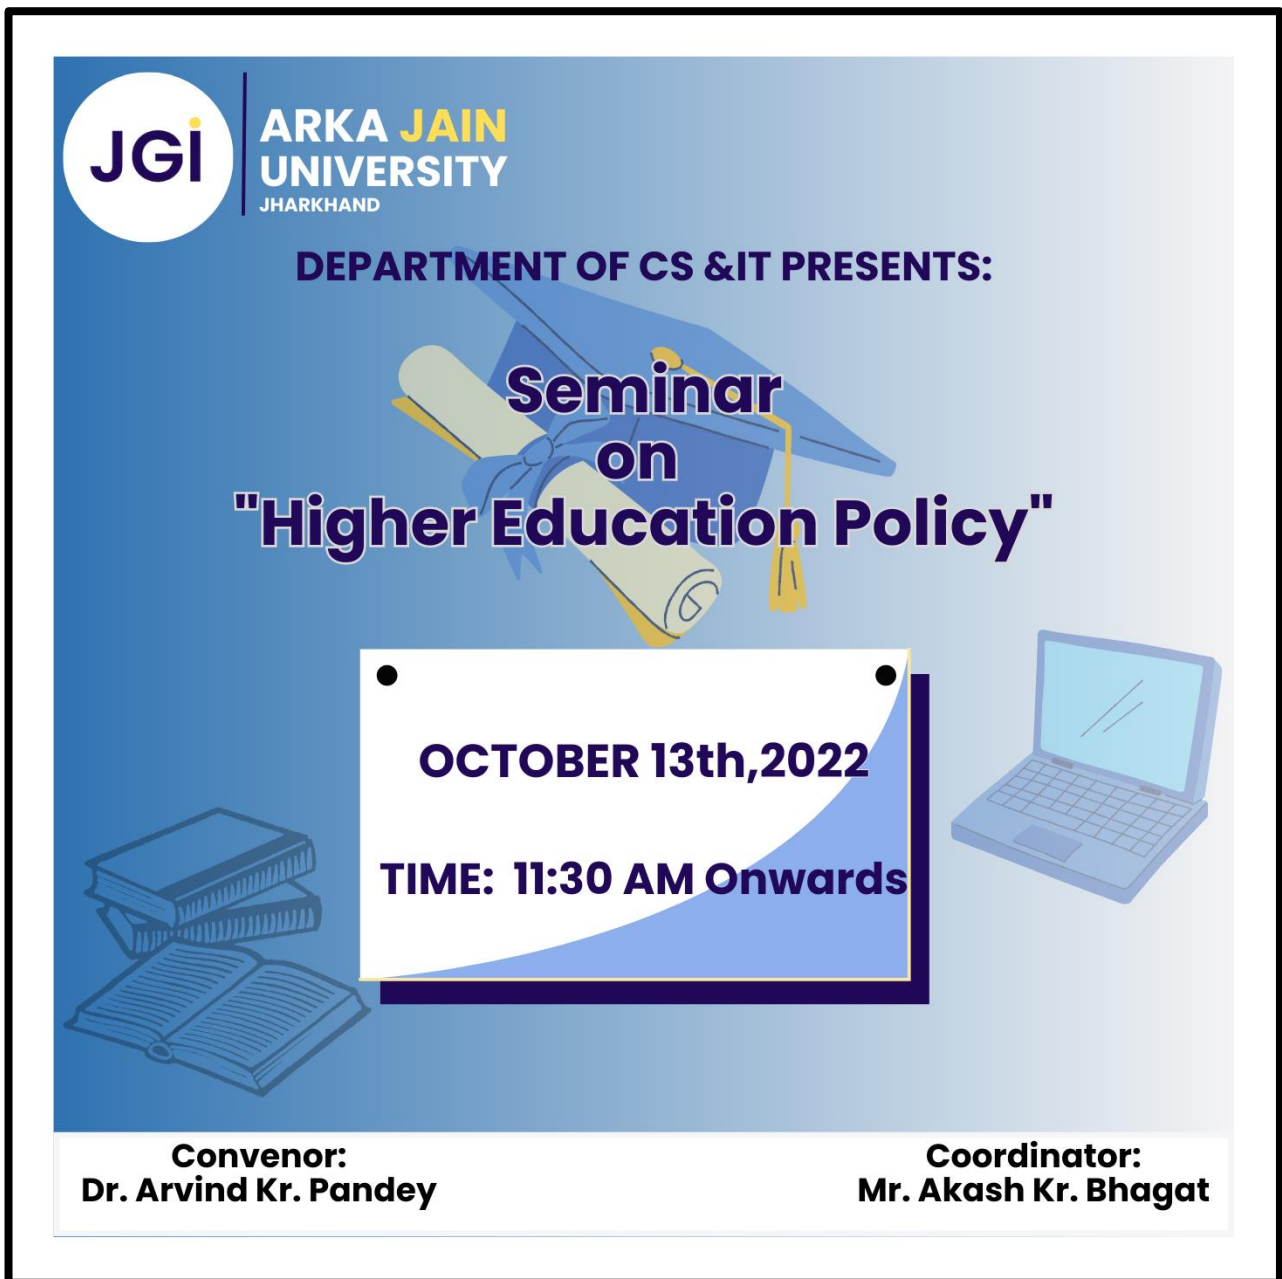 JGI
ARKA JAIN
UNIVERSITY
JHARKHAND
DEPARTMENT OF CS &IT PRESENTS:
Seminar
on
"Higher Education Policy"
OCTOBER 13th,2022
TIME: 11:30 AM Onwards
Convenor:
Dr. Arvind Kr. Pandey
Coordinator:
Mr. Akash Kr. Bhagat